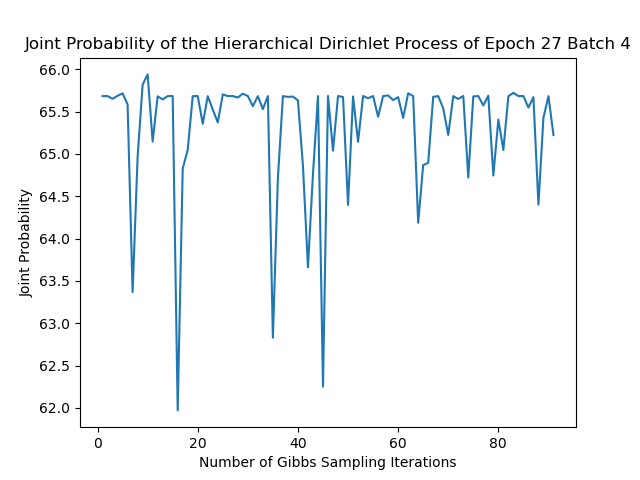 Joint Probability of the Hierarchical Dirichlet Process of Epoch 27 Batch 4
66.0
65.5
65.0
64.5
64.0
63.5
63.0
62.5
62.0
Joint Probability
0 20 40 60 80
Number of Gibbs Sampling Iterations